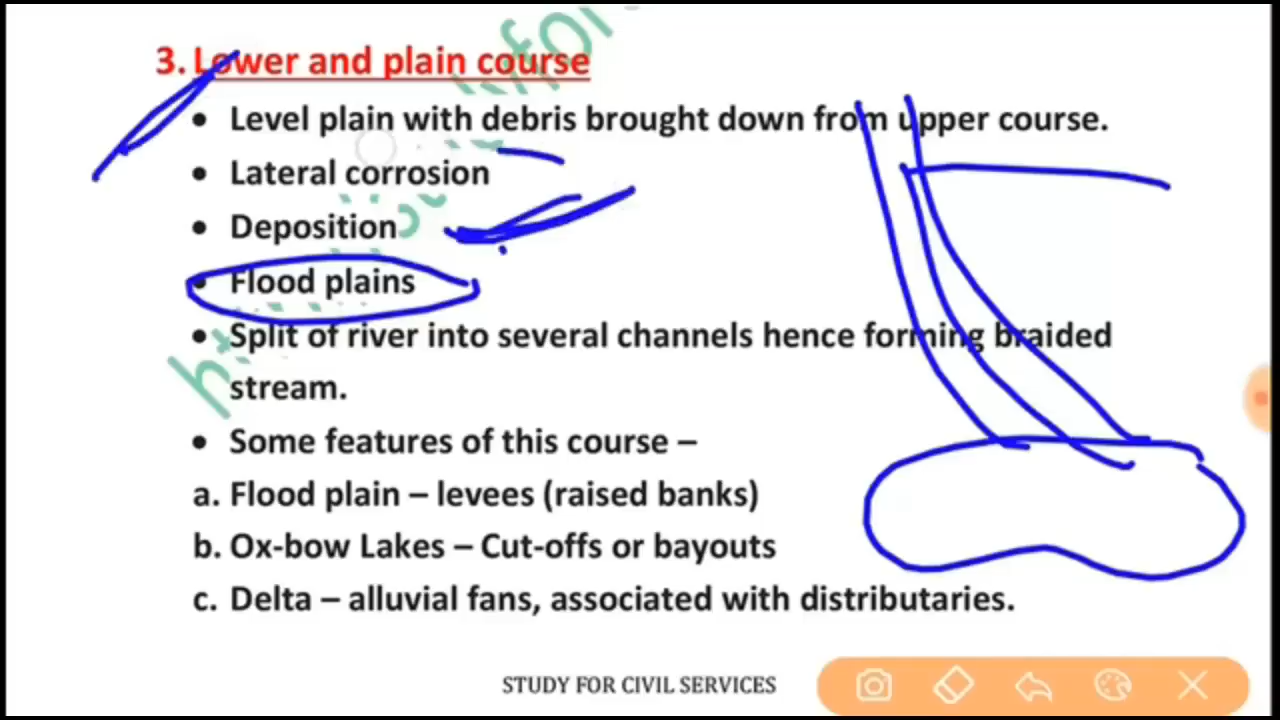 3. Lower and plain course
• Level plain with debris brought down from upper course.
• Lateral corrosion
• Deposition
• Flood plains
• Split of river into several channels hence forming braided
stream.
• Some features of this course –
a. Flood plain – levees (raised banks)
b. Ox-bow Lakes – Cut-offs or bayouts
c. Delta – alluvial fans, associated with distributaries.
STUDY FOR CIVIL SERVICES